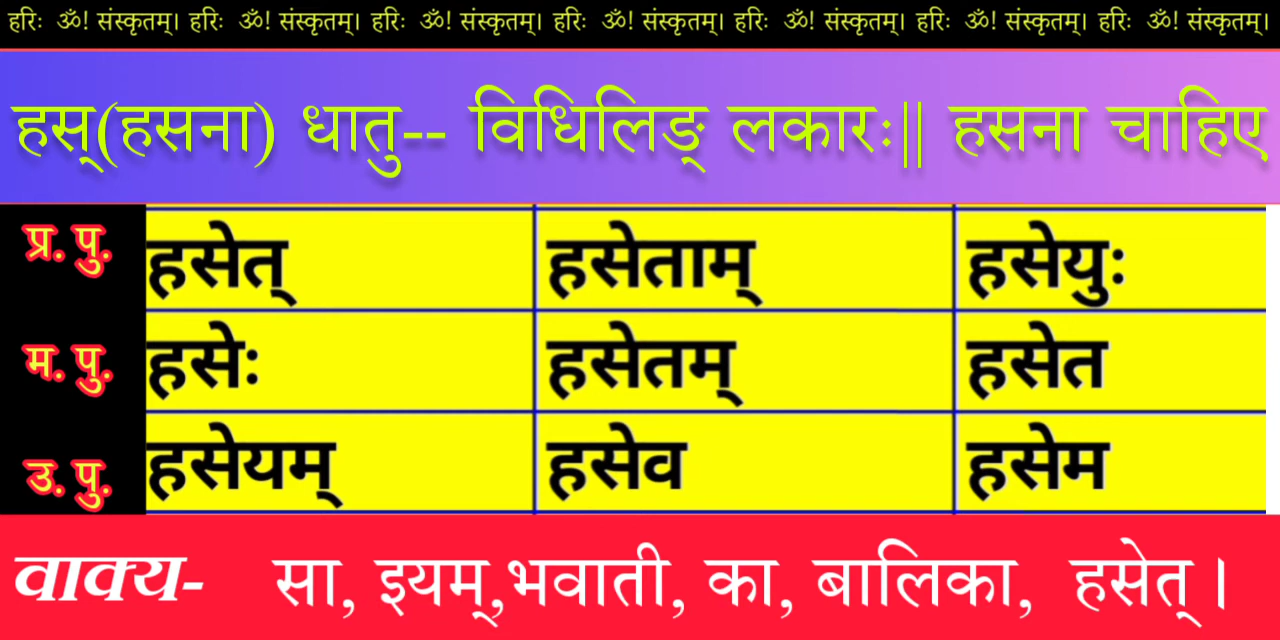 हरिः ॐ! संस्कृतम्। हरिः ॐ! संस्कृतम्। हरिः ॐ! संस्कृतम्। हरिः ॐ! संस्कृतम्। हरिः ॐ! संस्कृतम्। हरिः ॐ! संस्कृतम्। हरिः ॐ! संस्कृतम्।
हस्(हसना) धातु-- विधिलिङ् लकारः|| हसना चाहिए
प्र. पु. हसेत् हसेताम् हसेयुः
म. पु. हसेः हसेतम् हसेत
उ. पु. हसेयम् हसेव हसेम
वाक्य- सा, इयम्,भवाती, का, बालिका, हसेत् ।